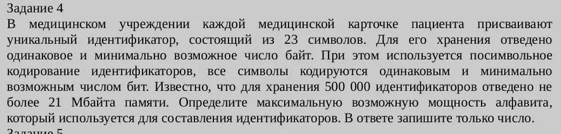 Задание 4
В медицинском учреждении каждой медицинской карточке пациента присваивают
уникальный идентификатор, состоящий из 23 символов. Для его хранения отведено
одинаковое и минимально возможное число байт. При этом используется посимвольное
кодирование идентификаторов, все символы кодируются одинаковым и минимально
возможным числом бит. Известно, что для хранения 500 000 идентификаторов отведено не
более 21 Мбайта памяти. Определите максимальную возможную мощность алфавита,
который используется для составления идентификаторов. В ответе запишите только число.
Задание 5